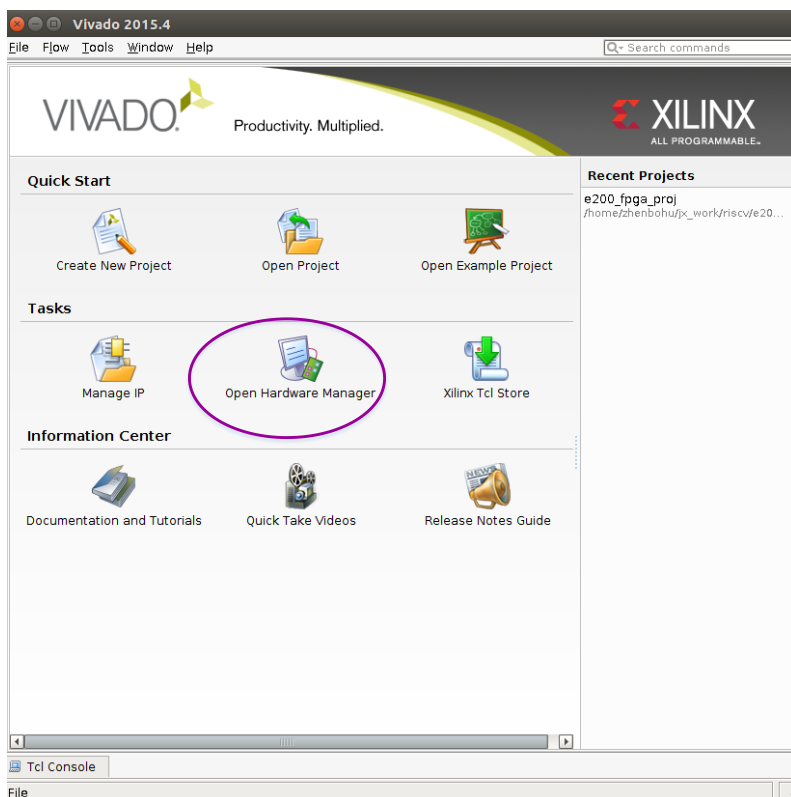 Vivado 2015.4
File Flow Tools Window Help
Search commands
VIVADO.
Productivity. Multiplied.
XILINX
ALL PROGRAMMABLE™
Quick Start
Create New Project
Open Project
Open Example Project
Tasks
Manage IP
Open Hardware Manager
Xilinx Tcl Store
Information Center
Documentation and Tutorials
Quick Take Videos
NEWS
Release Notes Guide
Recent Projects
e200_fpga_proj
/home/zhenbohu/jx_work/riscv/e20...
Tcl Console
File